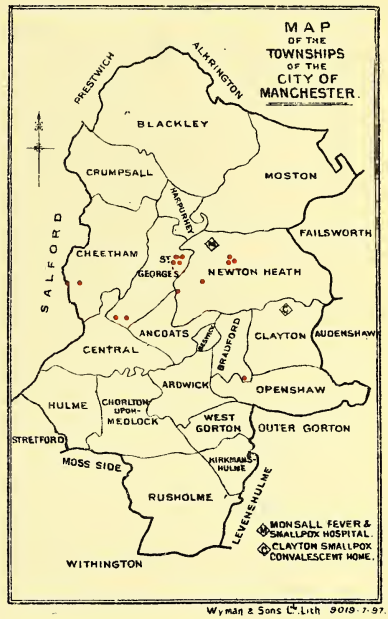 MAP
OF THE
TOWNSHIPS
OF THE
CITY OF
MANCHESTER.
PRESTWICH
ALKRINGTON
BLACKLEY
CRUMPSALL
MOSTON
HARPURHEY
SALFORD
FAILSWORTH
CHEETHAM
ST
GEORGES
NEWTON HEATH
ANCOATS
BESWICK
BRADFORD
CLAYTON
AUDENSHAW
CENTRAL
ARDWICK
OPENSHAW
HULME
CHORLTON
UPON-
MEDLOCK
WEST
GORTON
OUTER GORTON
STRETFORD
MOSS SIDE
KIRKMANS-
HULME
RUSHOLME
LEVENSHULME
WITHINGTON
M MONSALL FEVER &
SMALLPOX HOSPITAL.
C CLAYTON SMALLPOX
CONVALESCENT HOME.
Wyman & Sons Ld. Lith 9019-7-97.